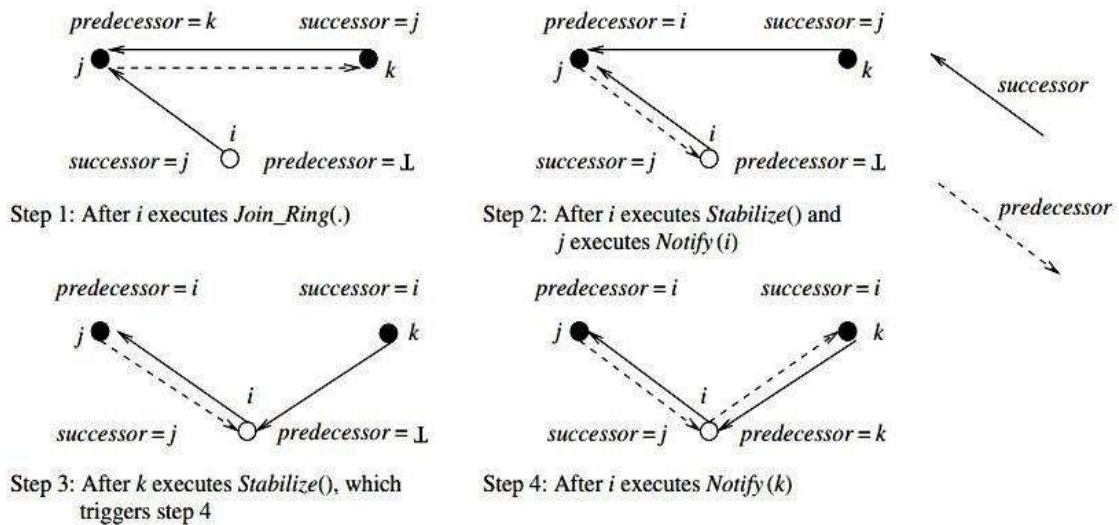 predecessor = k successor = j
j k
i
successor = j predecessor = ⊥
Step 1: After i executes Join_Ring(.)
predecessor = i successor = j
j k
i
successor = j predecessor = ⊥
Step 2: After i executes Stabilize() and
j executes Notify (i)
successor
predecessor
predecessor = i successor = i
j k
i
successor = j predecessor = ⊥
Step 3: After k executes Stabilize(), which
triggers step 4
predecessor = i successor = i
j k
i
successor = j predecessor = k
Step 4: After i executes Notify (k)